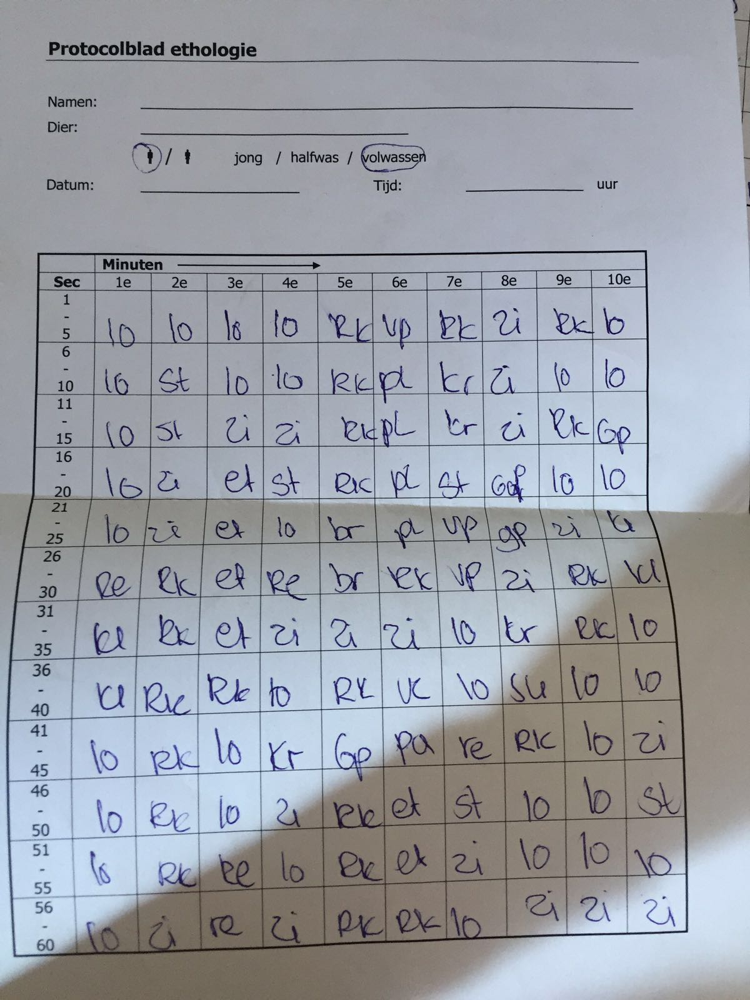 Protocolblad ethologie
Namen:
Dier:
/ jong / halfwas / volwassen
Datum: Tijd: uur
Minuten
Sec 1e 2e 3e 4e 5e 6e 7e 8e 9e 10e
1 - 5 lo lo lo lo Rk vp Rk zi Rk lo
6 - 10 lo st lo lo Rk pl kr zi lo lo
11 - 15 lo st zi zi Rk pl kr zi Rk Gp
16 - 20 lo zi et st Rk pl st lo lo
21 - 25 lo zi et lo br pl vp gp zi kl
26 - 30 Re Rk et Re br Rk vp zi Rk kl
31 - 35 kl Rk et zi zi zi lo kr Rk lo
36 - 40 kl Rk Rk lo Rk lo lo lo
41 - 45 lo Rk lo kr Gp pa re Rk lo zi
46 - 50 lo Rk lo zi Rk et st lo lo st
51 - 55 lo Rk Re lo Rk et zi lo lo lo
56 - 60 lo zi re zi Rk Rk lo zi zi zi